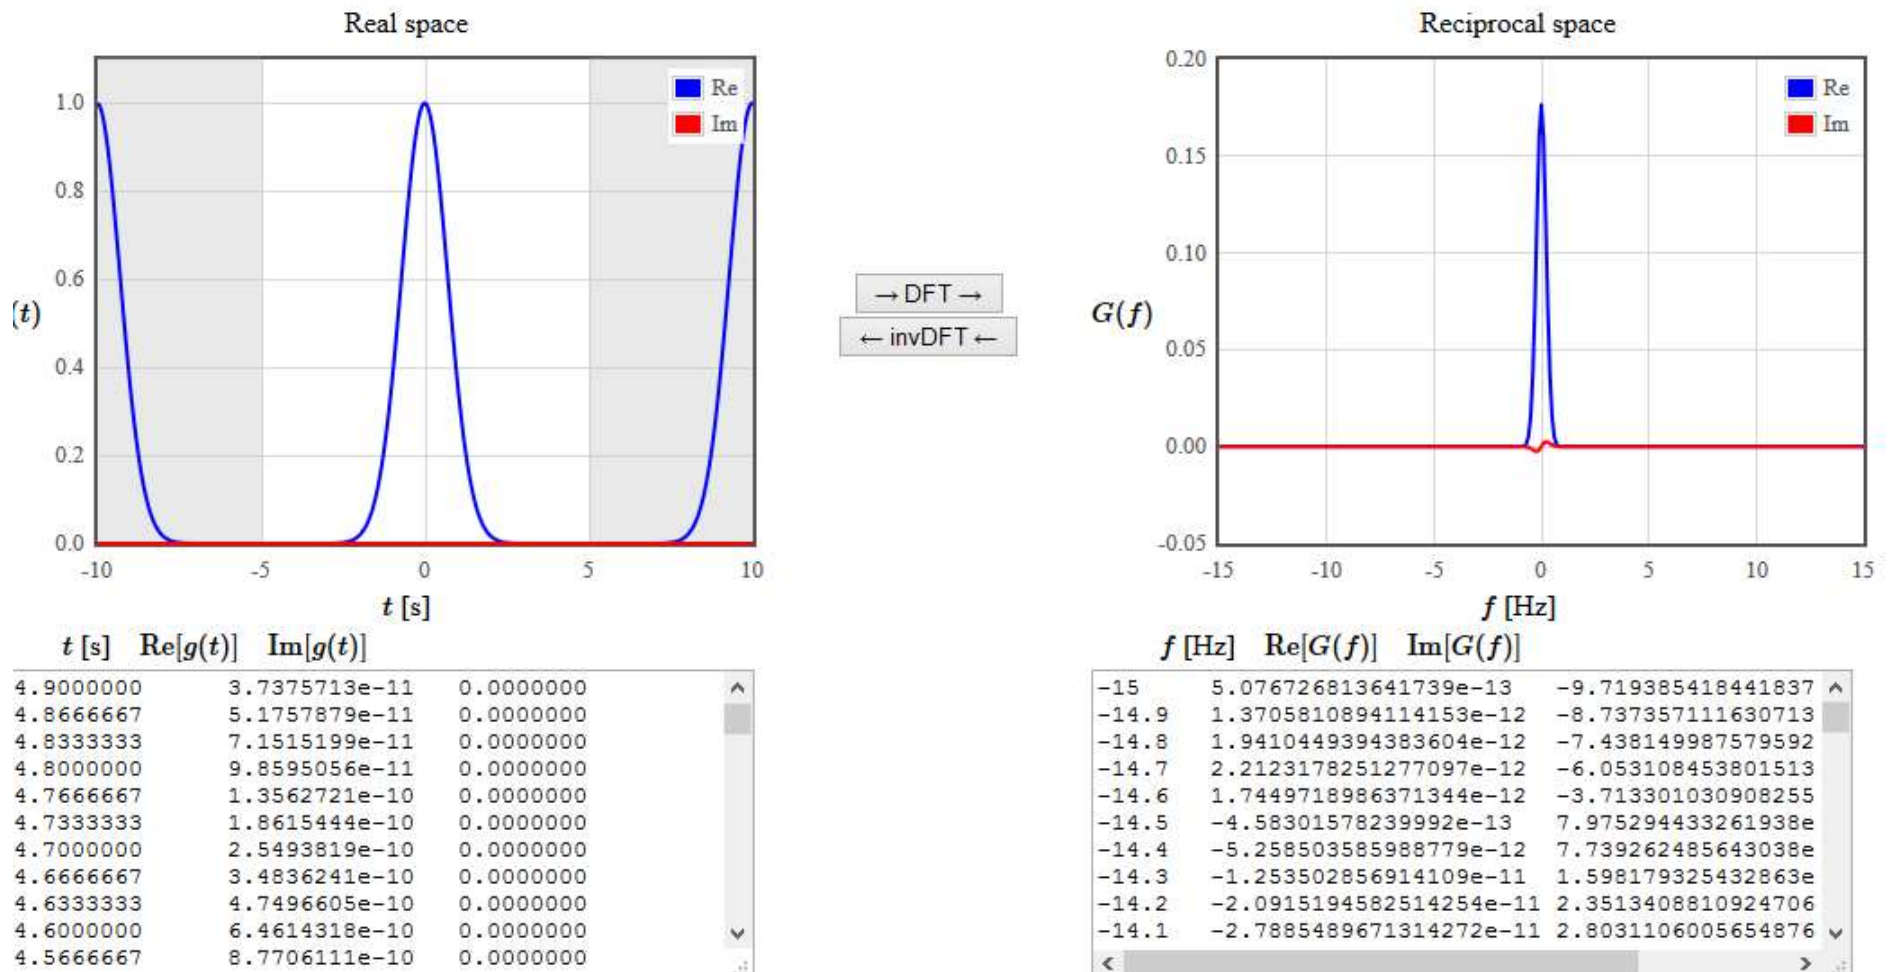 Real space
Re
Im
1.0
0.8
0.6
0.4
0.2
0.0
(t)
-10 -5 0 5 10
t [s]
→ DFT →
← invDFT ←
Reciprocal space
Re
Im
0.20
0.15
0.10
0.05
0.00
-0.05
G(f)
-15 -10 -5 0 5 10 15
f [Hz]
t [s] Re[g(t)] Im[g(t)]
4.9000000 3.7375713e-11 0.0000000
4.8666667 5.1757879e-11 0.0000000
4.8333333 7.1515199e-11 0.0000000
4.8000000 9.8595056e-11 0.0000000
4.7666667 1.3562721e-10 0.0000000
4.7333333 1.8615444e-10 0.0000000
4.7000000 2.5493819e-10 0.0000000
4.6666667 3.4836241e-10 0.0000000
4.6333333 4.7496605e-10 0.0000000
4.6000000 6.4614318e-10 0.0000000
4.5666667 8.7706111e-10 0.0000000
f [Hz] Re[G(f)] Im[G(f)]
-15 5.076726813641739e-13 -9.719385418441837
-14.9 1.3705810894114153e-12 -8.737357111630713
-14.8 1.9410449394383604e-12 -7.438149987579592
-14.7 2.2123178251277097e-12 -6.053108453801513
-14.6 1.7449718986371344e-12 -3.713301030908255
-14.5 -4.58301578239992e-13 7.975294433261938e
-14.4 -5.258503585988779e-12 7.739262485643038e
-14.3 -1.2535028569141​09e-11 1.598179325432863e
-14.2 -2.0915194582514254e-11 2.3513408810924706
-14.1 -2.7885489671314272e-11 2.8031106005654876